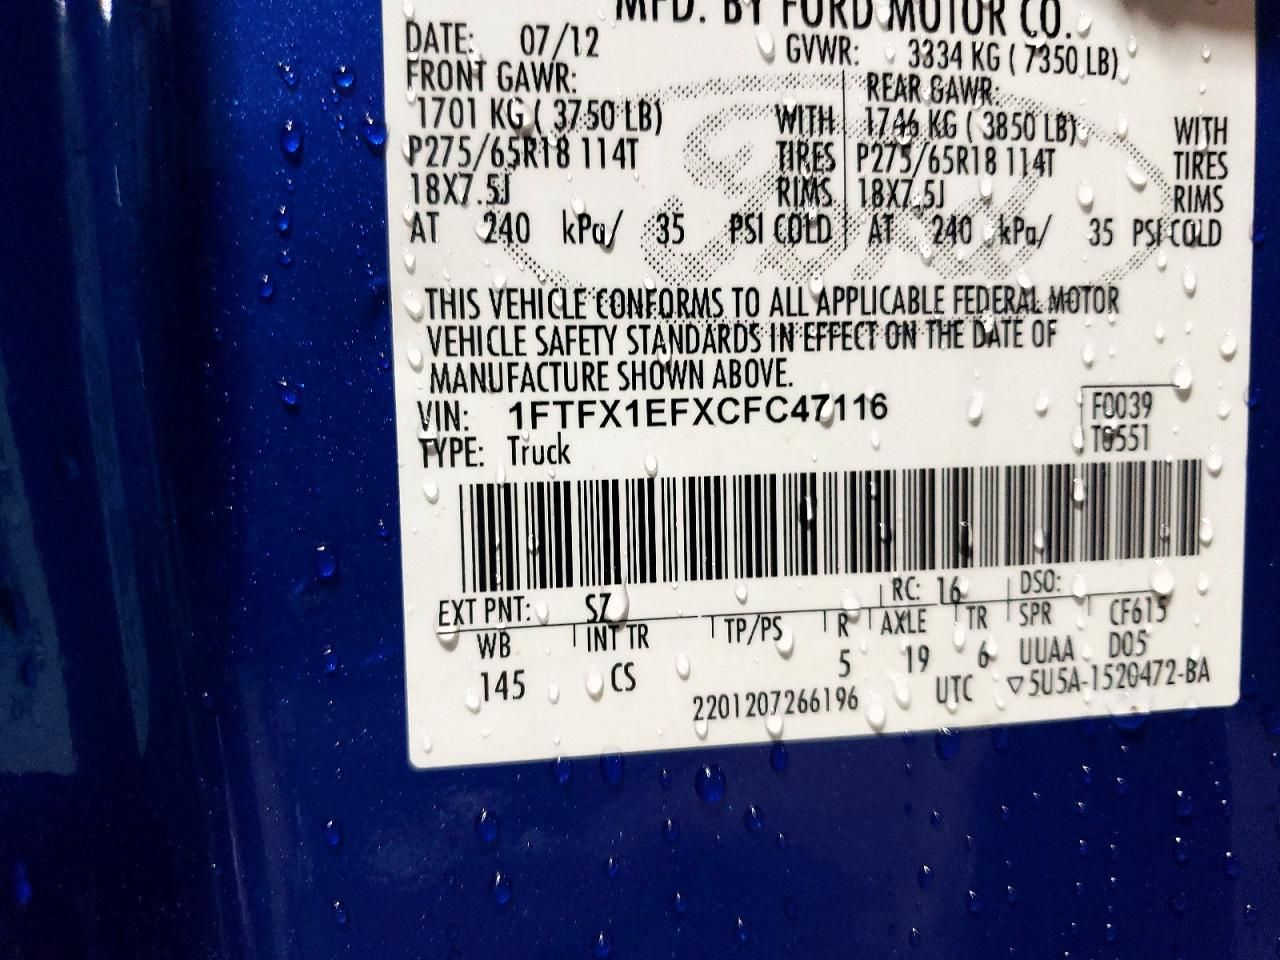 MFD. BY FORD MOTOR CO.
DATE: 07/12 GVWR: 3334 KG ( 7350 LB)
FRONT GAWR: REAR GAWR:
1701 KG ( 3750 LB) WITH 1746 KG ( 3850 LB) WITH
P275/65R18 114T TIRES P275/65R18 114T TIRES
18X7.5J RIMS 18X7.5J RIMS
AT 240 kPa/ 35 PSI COLD AT 240 kPa/ 35 PSI COLD
THIS VEHICLE CONFORMS TO ALL APPLICABLE FEDERAL MOTOR
VEHICLE SAFETY STANDARDS IN EFFECT ON THE DATE OF
MANUFACTURE SHOWN ABOVE.
VIN: 1FTFX1EFXCFC47116 F0039
TYPE: Truck T0551
EXT PNT: SZ RC: 16 DSO:
WB INT TR TP/PS R AXLE TR SPR CF615
145 CS 5 19 6 UUAA D05
2201207266196 UTC ▽5U5A-1520472-BA